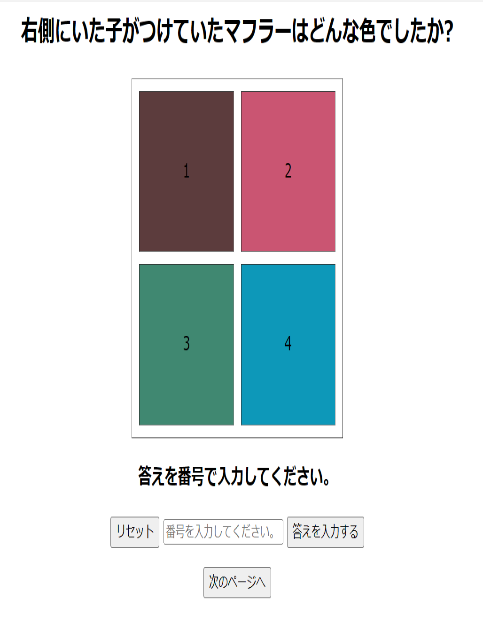 右側にいた子がつけていたマフラーはどんな色でしたか?
1 2
3 4
答えを番号で入力してください。
リセット 番号を入力してください。 答えを入力する
次のページへ